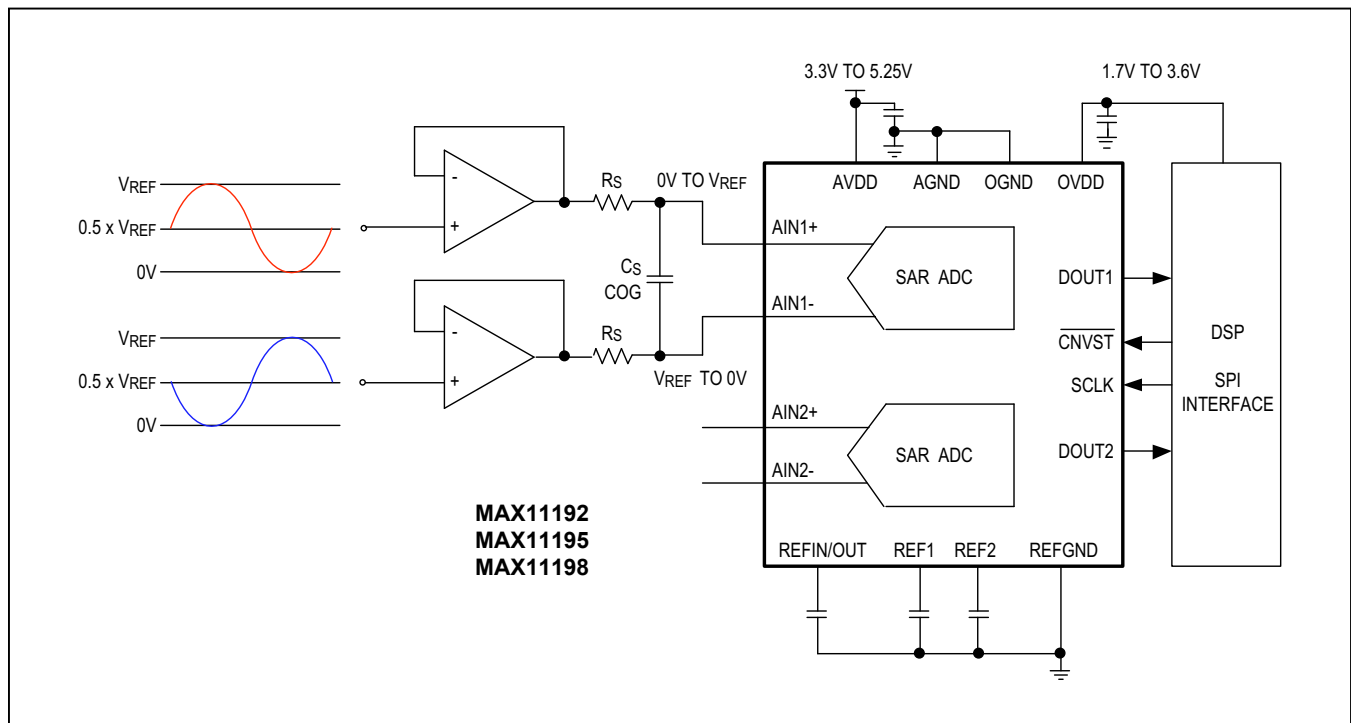 3.3V TO 5.25V
1.7V TO 3.6V
VREF
0.5 x VREF
0V
-
+
RS
0V TO VREF
CS
COG
VREF
0.5 x VREF
0V
-
+
RS
VREF TO 0V
AVDD
AGND
OGND
OVDD
AIN1+
AIN1-
SAR ADC
AIN2+
AIN2-
SAR ADC
DOUT1
CNVST
SCLK
DOUT2
DSP
SPI
INTERFACE
MAX11192
MAX11195
MAX11198
REFIN/OUT
REF1
REF2
REFGND